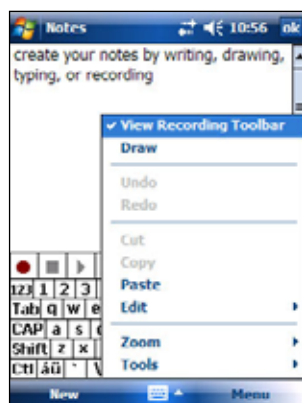 Notes 10:56 ok
create your notes by writing, drawing,
typing, or recording
View Recording Toolbar
Draw
Undo
Redo
Cut
Copy
Paste
Edit
Zoom
Tools
123 1 2 3
Tab q w e
CAP a s
Shift z x
Ctl áü `
New Menu